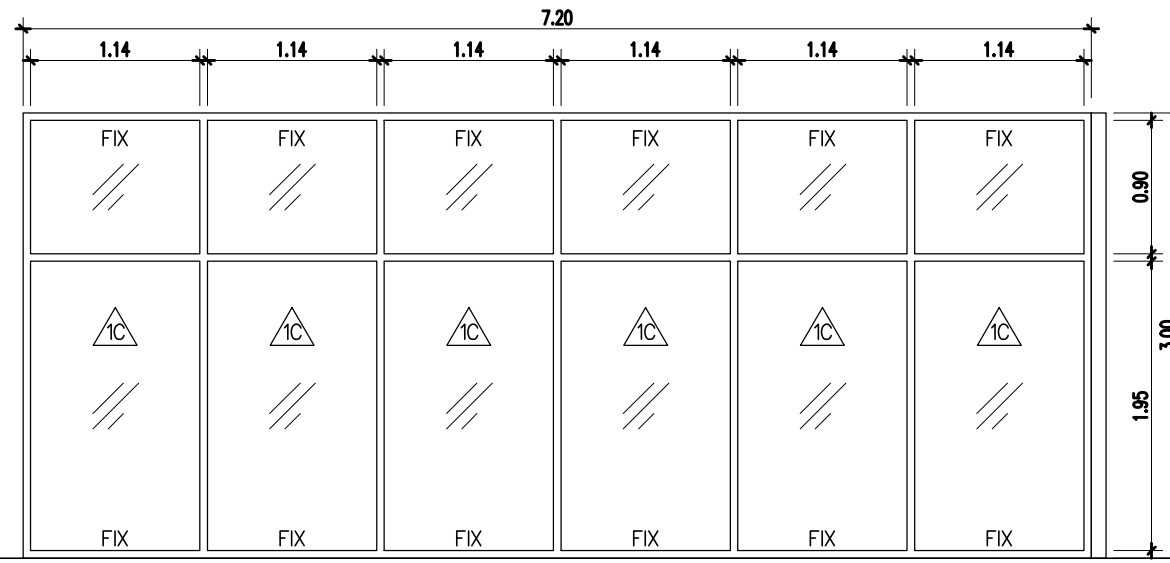 7.20
1.14 1.14 1.14 1.14 1.14 1.14
FIX FIX FIX FIX FIX FIX
0.90
1C 1C 1C 1C 1C 1C
3.00
1.95
FIX FIX FIX FIX FIX FIX